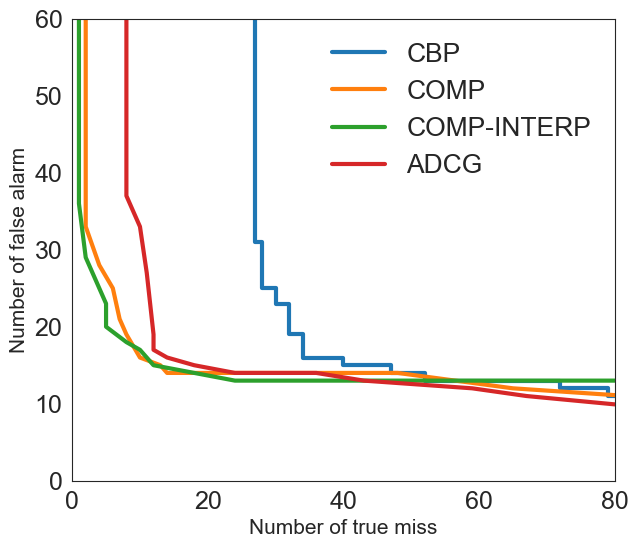 60
50
40
30
20
10
0
Number of false alarm
CBP
COMP
COMP-INTERP
ADCG
0 20 40 60 80
Number of true miss